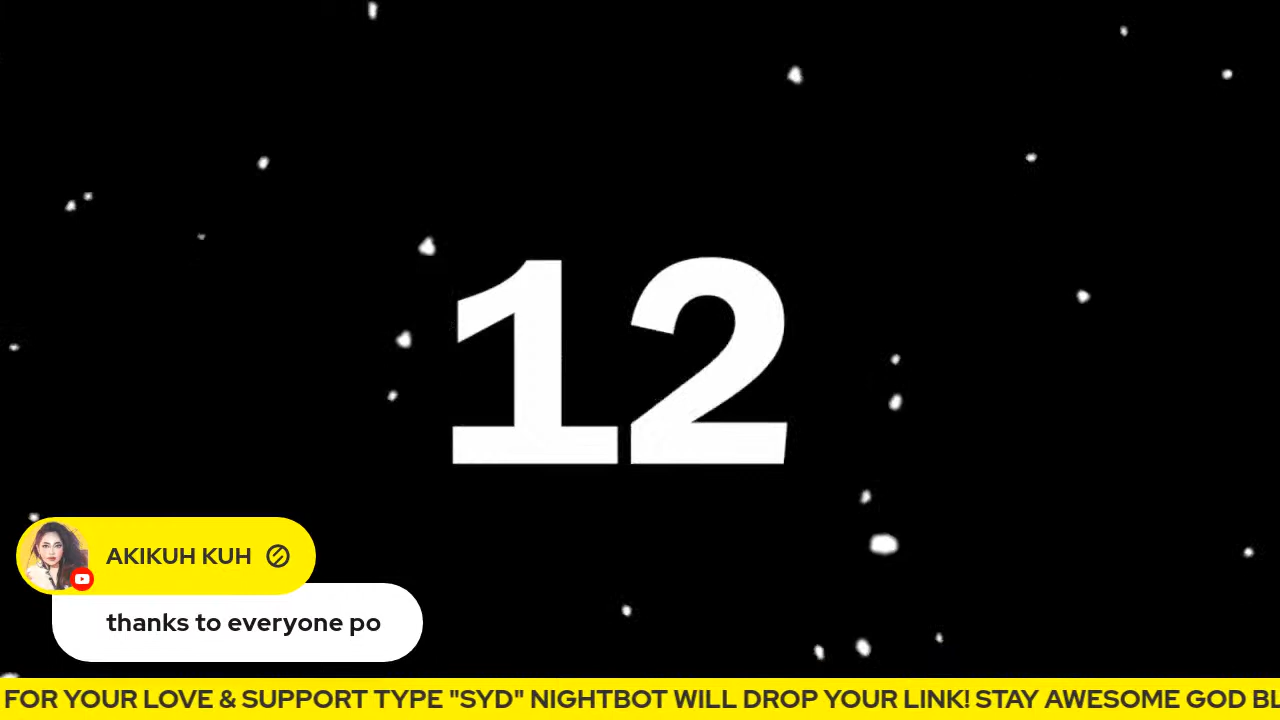 12
AKIKUH KUH
thanks to everyone po
FOR YOUR LOVE & SUPPORT TYPE "SYD" NIGHTBOT WILL DROP YOUR LINK! STAY AWESOME GOD BL